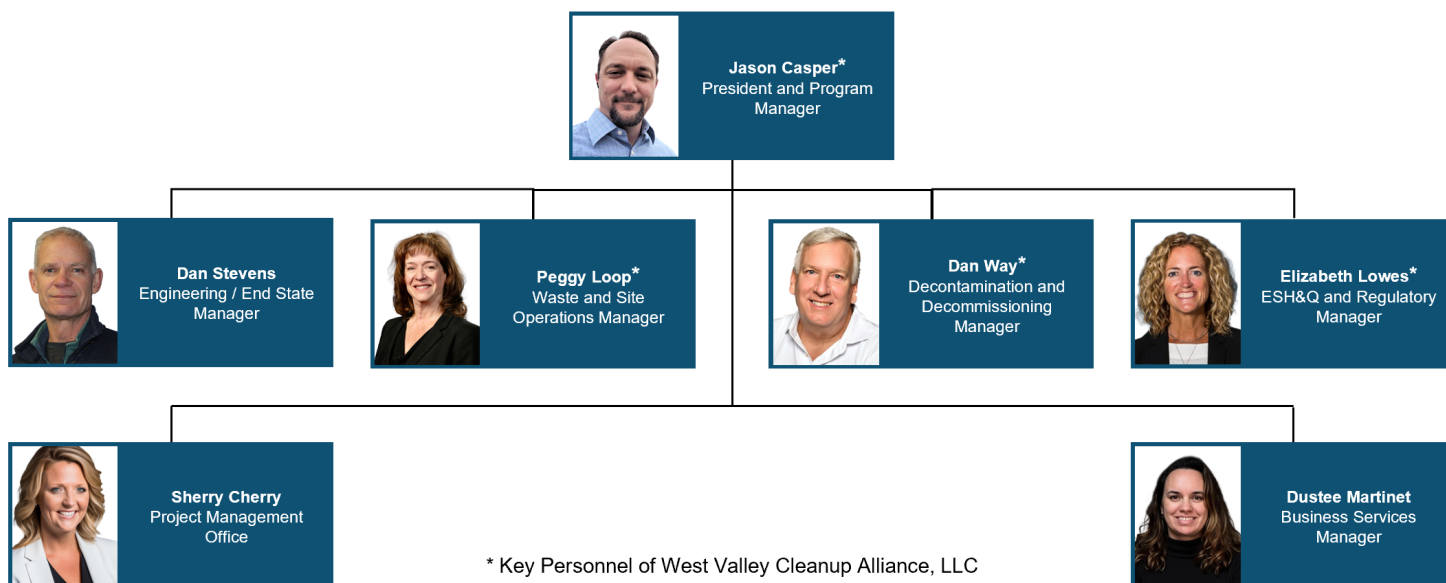 Jason Casper*
President and Program
Manager
Dan Stevens
Engineering / End State
Manager
Peggy Loop*
Waste and Site
Operations Manager
Dan Way*
Decontamination and
Decommissioning
Manager
Elizabeth Lowes*
ESH&Q and Regulatory
Manager
Sherry Cherry
Project Management
Office
Dustee Martinet
Business Services
Manager
* Key Personnel of West Valley Cleanup Alliance, LLC